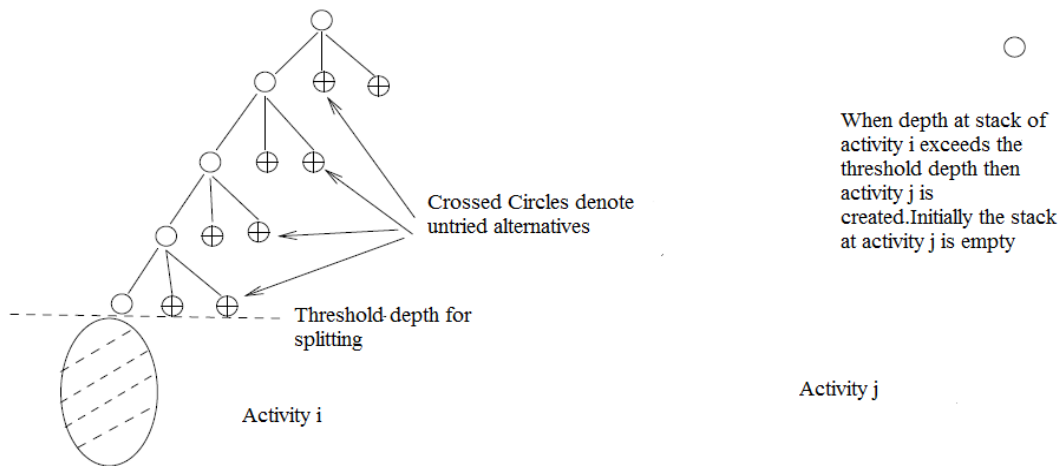 When depth at stack of
activity i exceeds the
threshold depth then
activity j is
created.Initially the stack
at activity j is empty
Crossed Circles denote
untried alternatives
Threshold depth for
splitting
Activity i
Activity j